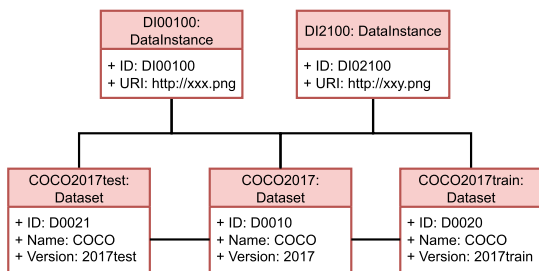 DI00100:
DataInstance
+ ID: DI00100
+ URI: http://xxx.png
DI2100: DataInstance
+ ID: DI02100
+ URI: http://xxy.png
COCO2017test:
Dataset
+ ID: D0021
+ Name: COCO
+ Version: 2017test
COCO2017:
Dataset
+ ID: D0010
+ Name: COCO
+ Version: 2017
COCO2017train:
Dataset
+ ID: D0020
+ Name: COCO
+ Version: 2017train